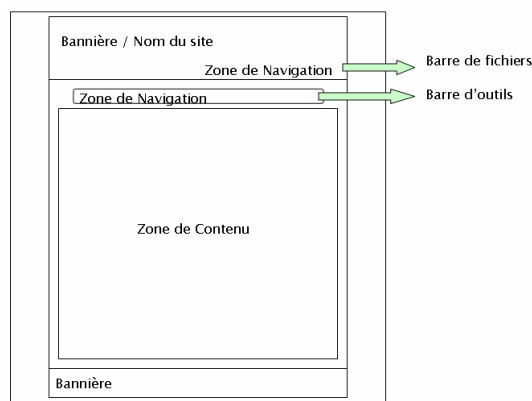 Bannière / Nom du site
Zone de Navigation
Barre de fichiers
Zone de Navigation
Barre d'outils
Zone de Contenu
Bannière